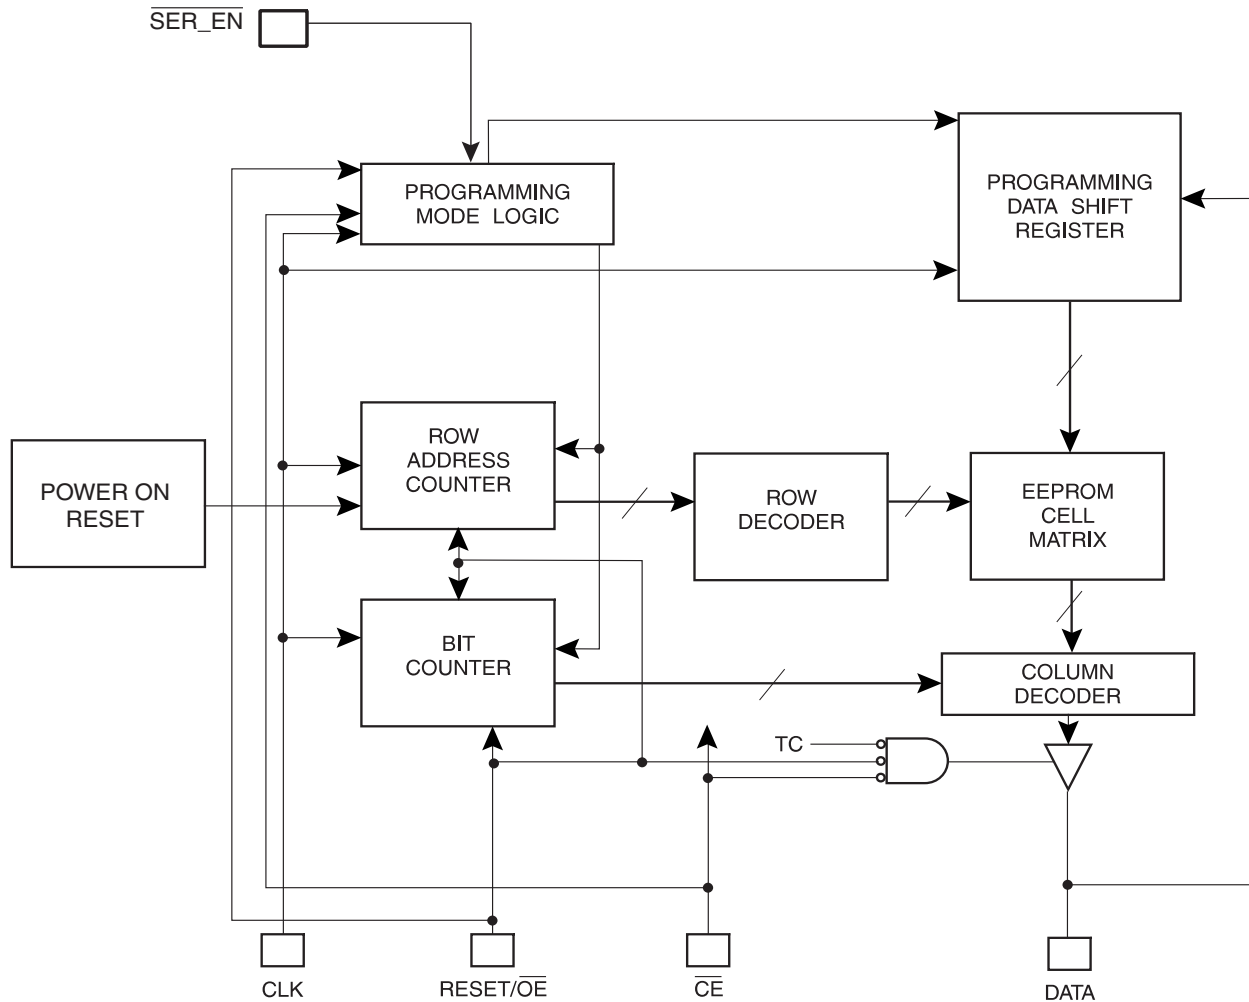 SER_EN
PROGRAMMING
MODE LOGIC
PROGRAMMING
DATA SHIFT
REGISTER
ROW
ADDRESS
COUNTER
POWER ON
RESET
ROW
DECODER
EEPROM
CELL
MATRIX
BIT
COUNTER
COLUMN
DECODER
TC
CLK
RESET/OE
CE
DATA